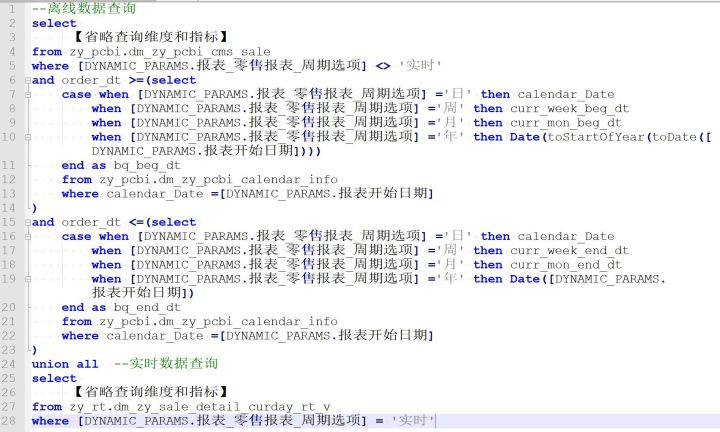 1 --离线数据查询
2 select
3 【省略查询维度和指标】
4 from zy_pcbi.dm_zy_pcbi_cms_sale
5 where [DYNAMIC_PARAMS.报表_零售报表_周期选项] <> '实时'
6 and order_dt >=(select
7 case when [DYNAMIC_PARAMS.报表_零售报表_周期选项] ='日' then calendar_Date
8 when [DYNAMIC_PARAMS.报表_零售报表_周期选项] ='周' then curr_week_beg_dt
9 when [DYNAMIC_PARAMS.报表_零售报表_周期选项] ='月' then curr_mon_beg_dt
10 when [DYNAMIC_PARAMS.报表_零售报表_周期选项] ='年' then Date(toStartOfYear(toDate([
DYNAMIC_PARAMS.报表开始日期])))
11 end as bq_beg_dt
12 from zy_pcbi.dm_zy_pcbi_calendar_info
13 where calendar_Date =[DYNAMIC_PARAMS.报表开始日期]
14 )
15 and order_dt <=(select
16 case when [DYNAMIC_PARAMS.报表_零售报表_周期选项] ='日' then calendar_Date
17 when [DYNAMIC_PARAMS.报表_零售报表_周期选项] ='周' then curr_week_end_dt
18 when [DYNAMIC_PARAMS.报表_零售报表_周期选项] ='月' then curr_mon_end_dt
19 when [DYNAMIC_PARAMS.报表_零售报表_周期选项] ='年' then Date([DYNAMIC_PARAMS.
报表开始日期])
20 end as bq_end_dt
21 from zy_pcbi.dm_zy_pcbi_calendar_info
22 where calendar_Date =[DYNAMIC_PARAMS.报表开始日期]
23 )
24 union all --实时数据查询
25 select
26 【省略查询维度和指标】
27 from zy_rt.dm_zy_sale_detail_curday_rt_v
28 where [DYNAMIC_PARAMS.报表_零售报表_周期选项] = '实时'